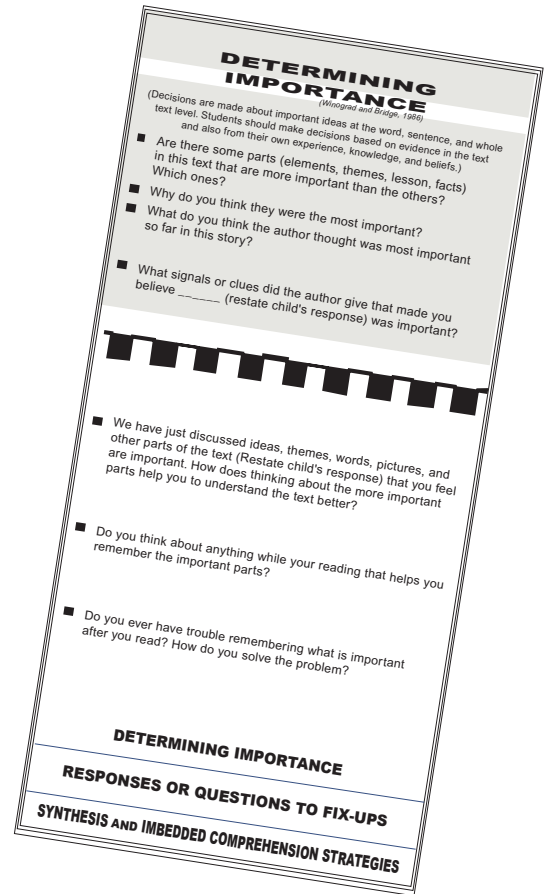 DETERMINING
IMPORTANCE
(Winograd and Bridge, 1986)
(Decisions are made about important ideas at the word, sentence, and whole
text level. Students should make decisions based on evidence in the text
and also from their own experience, knowledge, and beliefs.)
■ Are there some parts (elements, themes, lesson, facts)
in this text that are more important than the others?
Which ones?
■ Why do you think they were the most important?
■ What do you think the author thought was most important
so far in this story?
■ What signals or clues did the author give that made you
believe ______ (restate child's response) was important?
■ We have just discussed ideas, themes, words, pictures, and
other parts of the text (Restate child's response) that you feel
are important. How does thinking about the more important
parts help you to understand the text better?
■ Do you think about anything while your reading that helps you
remember the important parts?
■ Do you ever have trouble remembering what is important
after you read? How do you solve the problem?
DETERMINING IMPORTANCE
RESPONSES OR QUESTIONS TO FIX-UPS
SYNTHESIS AND IMBEDDED COMPREHENSION STRATEGIES